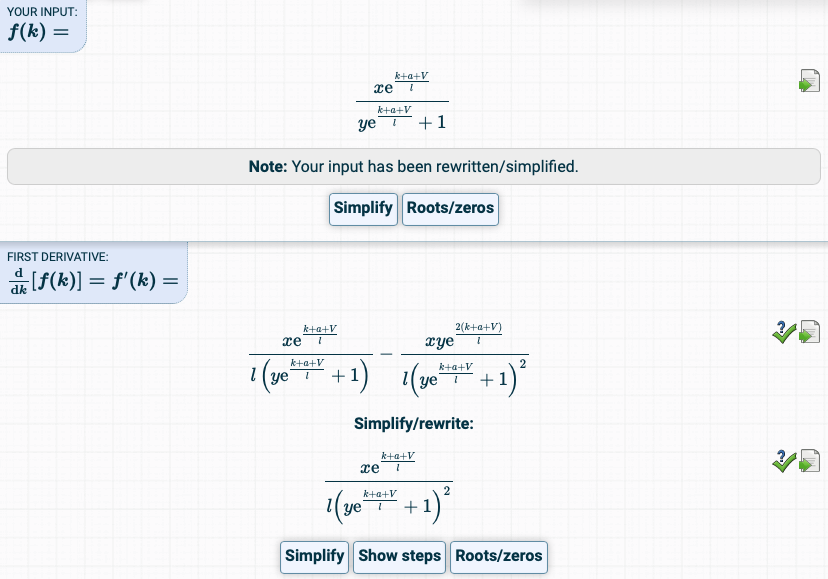 YOUR INPUT:
f(k) =
xe^{\frac{k+a+V}{l}}
/
ye^{\frac{k+a+V}{l}} + 1
Note: Your input has been rewritten/simplified.
Simplify Roots/zeros
FIRST DERIVATIVE:
\frac{d}{dk}[f(k)] = f'(k) =
\frac{xe^{\frac{k+a+V}{l}}}{l\left(ye^{\frac{k+a+V}{l}} + 1\right)} − \frac{xye^{\frac{2(k+a+V)}{l}}}{l\left(ye^{\frac{k+a+V}{l}} + 1\right)^2}
Simplify/rewrite:
\frac{xe^{\frac{k+a+V}{l}}}{l\left(ye^{\frac{k+a+V}{l}} + 1\right)^2}
Simplify Show steps Roots/zeros